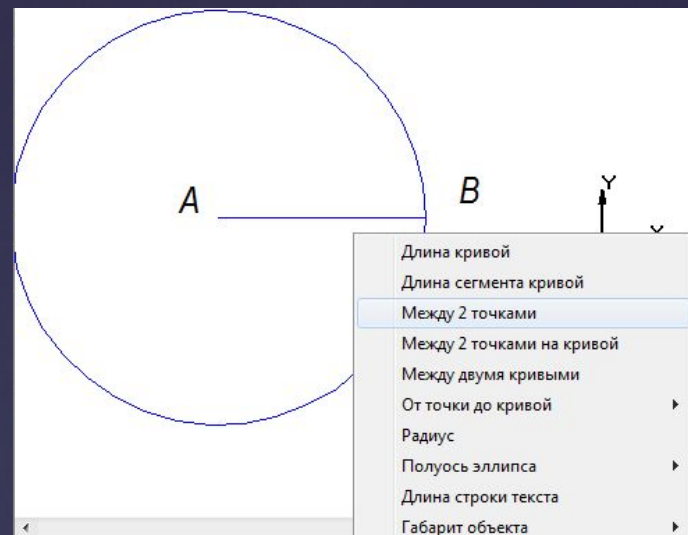 A
B
Y
X
Длина кривой
Длина сегмента кривой
Между 2 точками
Между 2 точками на кривой
Между двумя кривыми
От точки до кривой
Радиус
Полуось эллипса
Длина строки текста
Габарит объекта